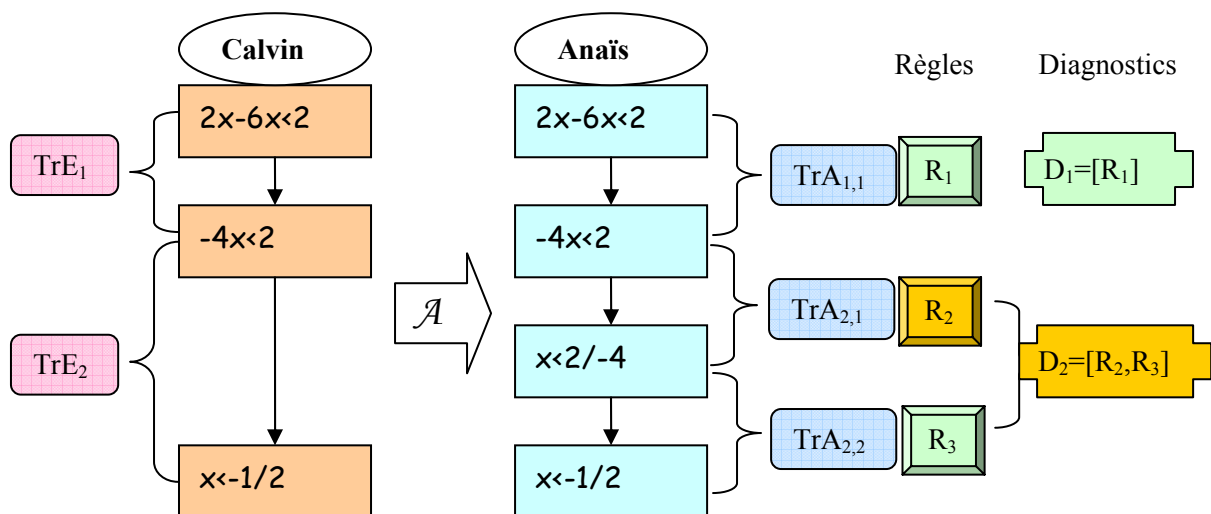 Calvin
Anaïs
Règles
Diagnostics
2x-6x<2
2x-6x<2
TrE₁
TrA₁,₁
R₁
D₁=[R₁]
-4x<2
-4x<2
𝒜
TrA₂,₁
R₂
TrE₂
x<2/-4
D₂=[R₂,R₃]
TrA₂,₂
R₃
x<-1/2
x<-1/2